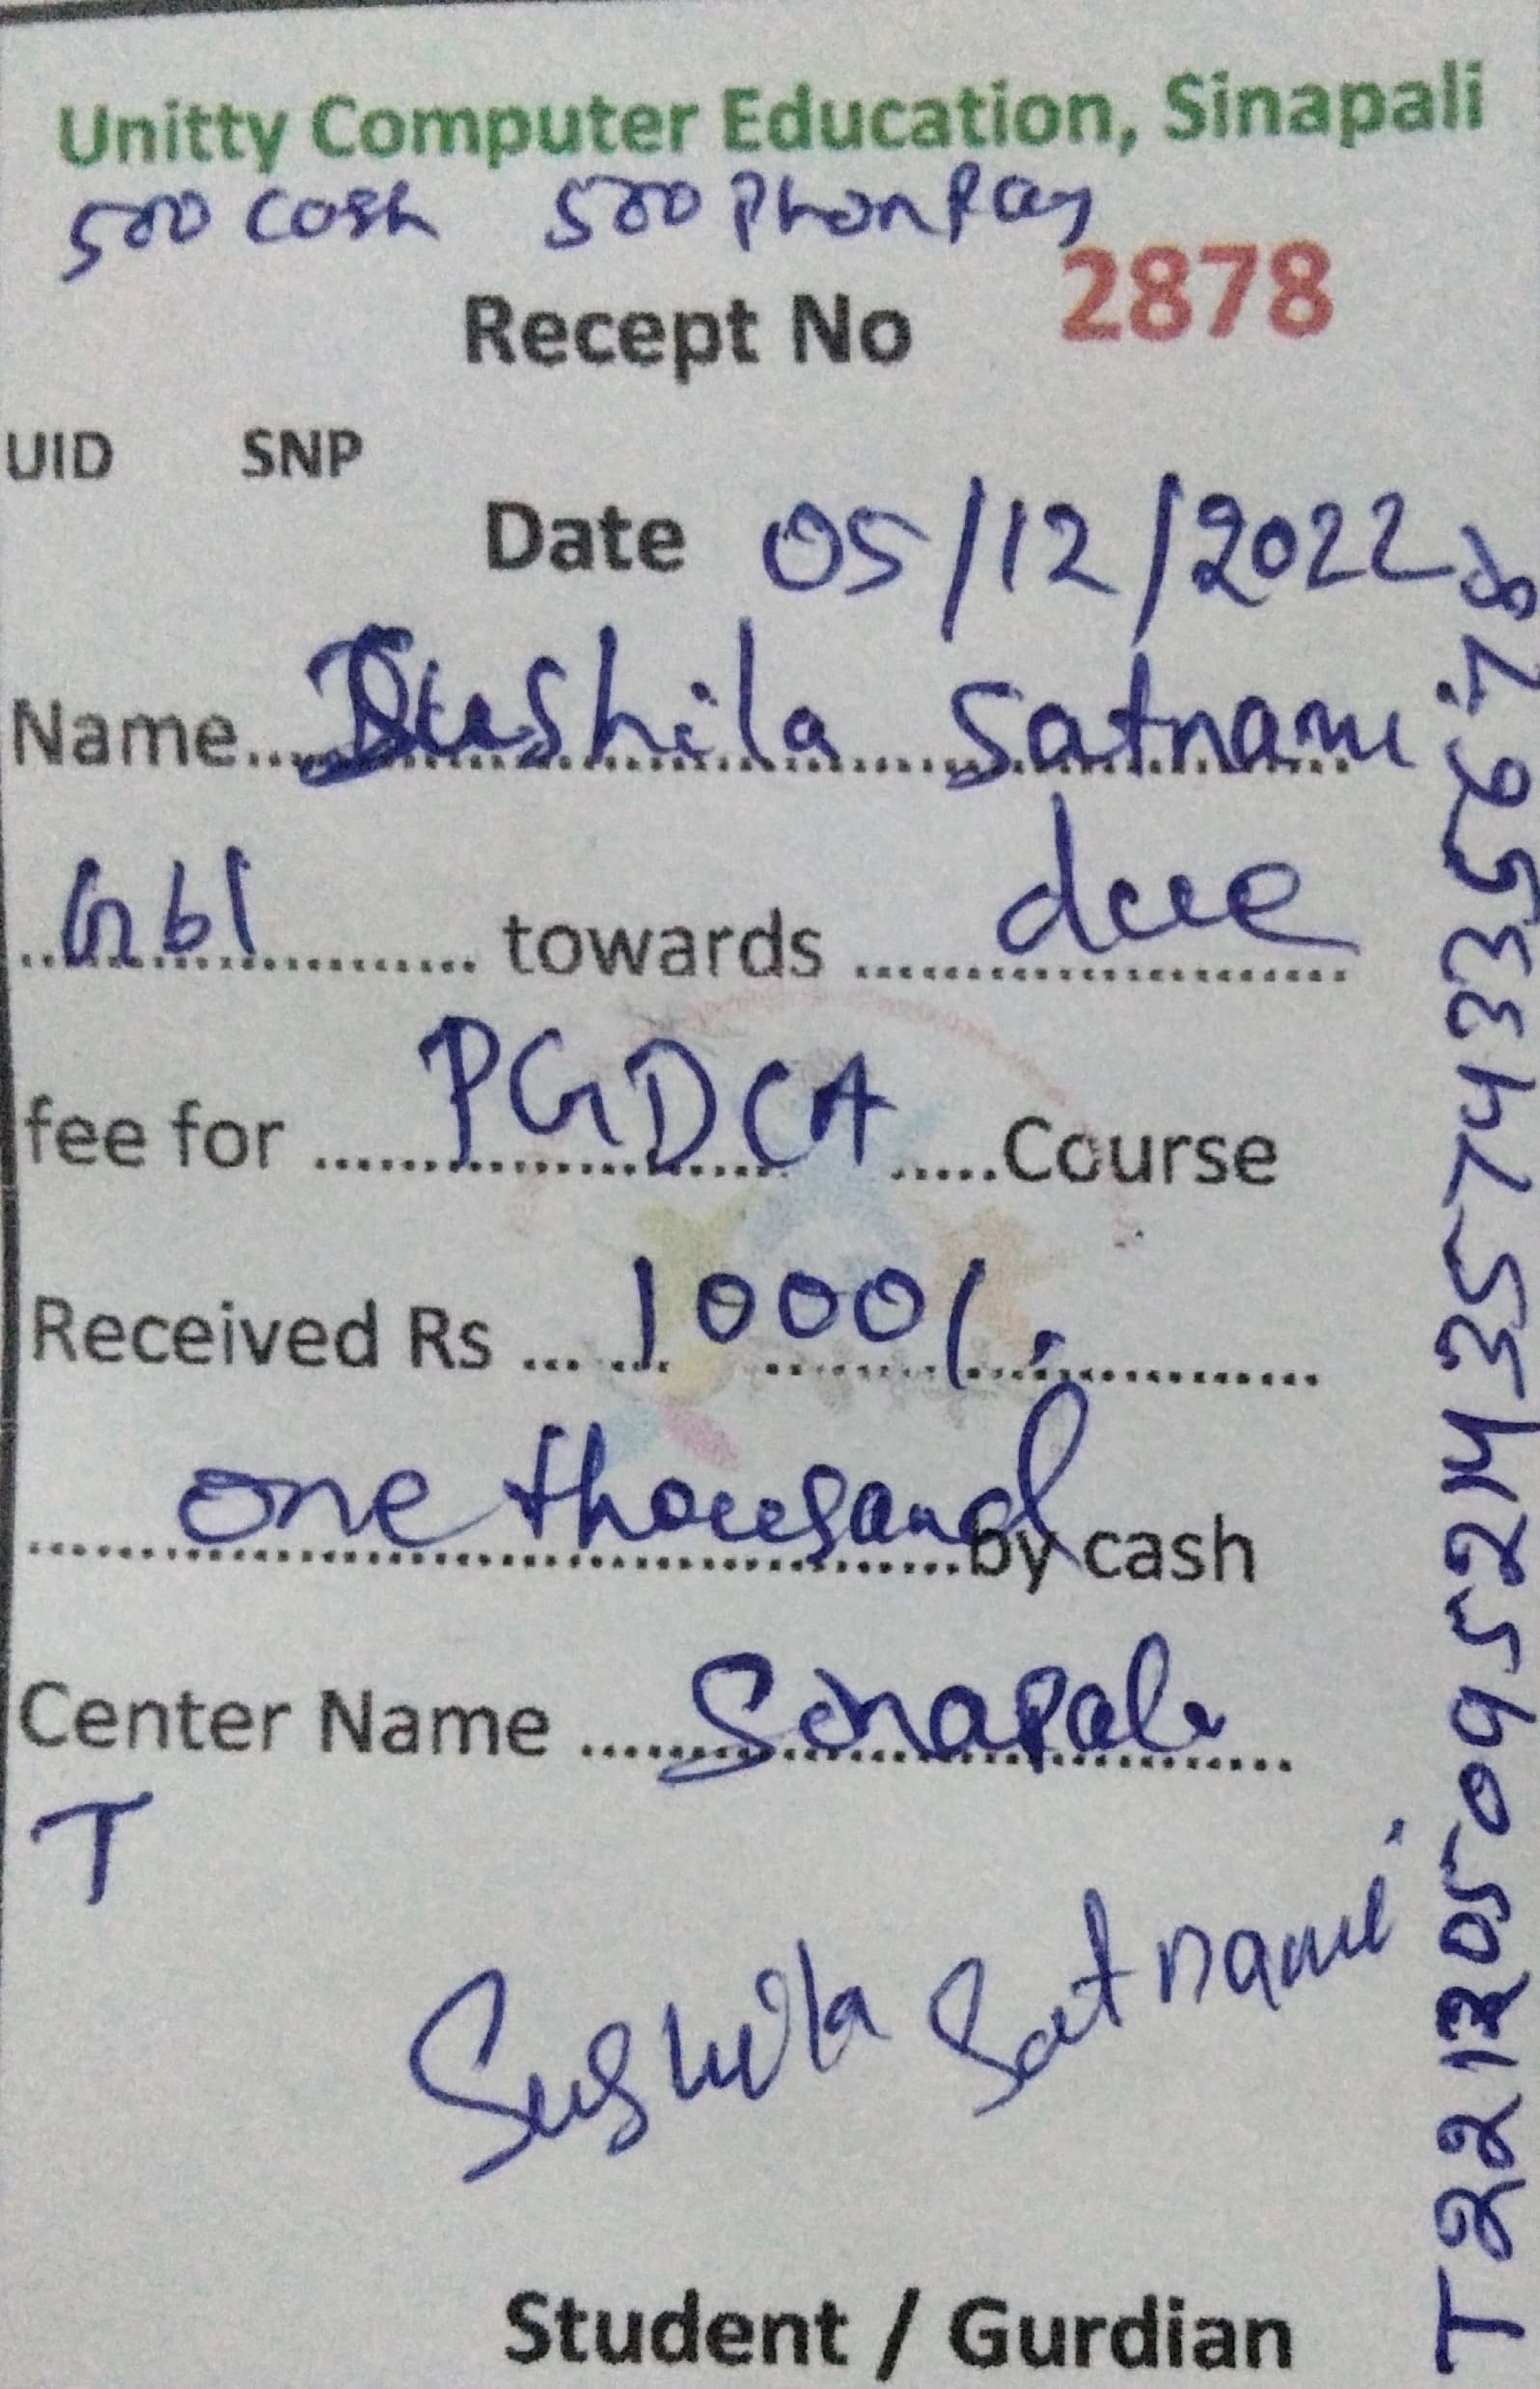 Unitty Computer Education, Sinapali
500 cash 500 PhonPay
Recept No 2878
UID SNP
Date 05/12/2022
Name Sushila Satnami
Gbl towards due
fee for PGDCA Course
Received Rs 1000/.
one thousand by cash
Center Name Sinapali
T
Sushila Satnami
Student / Gurdian
T2212050952143574335678